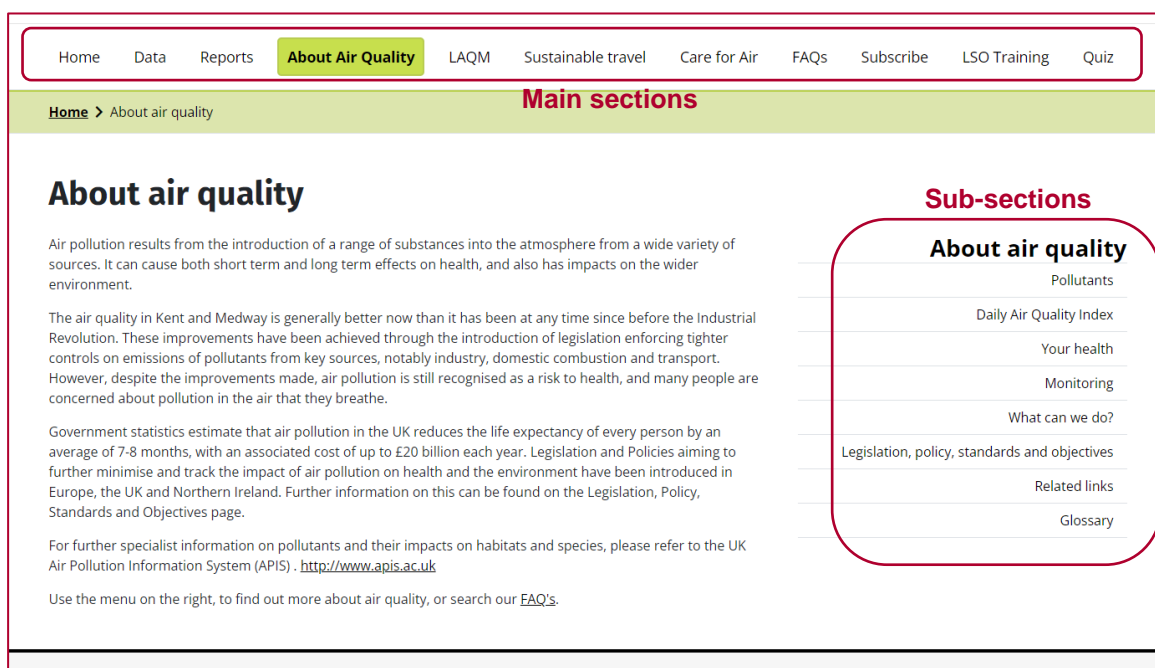 Home Data Reports About Air Quality LAQM Sustainable travel Care for Air FAQs Subscribe LSO Training Quiz
Main sections
Home > About air quality
About air quality
Air pollution results from the introduction of a range of substances into the atmosphere from a wide variety of
sources. It can cause both short term and long term effects on health, and also has impacts on the wider
environment.
The air quality in Kent and Medway is generally better now than it has been at any time since before the Industrial
Revolution. These improvements have been achieved through the introduction of legislation enforcing tighter
controls on emissions of pollutants from key sources, notably industry, domestic combustion and transport.
However, despite the improvements made, air pollution is still recognised as a risk to health, and many people are
concerned about pollution in the air that they breathe.
Government statistics estimate that air pollution in the UK reduces the life expectancy of every person by an
average of 7-8 months, with an associated cost of up to £20 billion each year. Legislation and Policies aiming to
further minimise and track the impact of air pollution on health and the environment have been introduced in
Europe, the UK and Northern Ireland. Further information on this can be found on the Legislation, Policy,
Standards and Objectives page.
For further specialist information on pollutants and their impacts on habitats and species, please refer to the UK
Air Pollution Information System (APIS) . http://www.apis.ac.uk
Use the menu on the right, to find out more about air quality, or search our FAQ's.
Sub-sections
About air quality
Pollutants
Daily Air Quality Index
Your health
Monitoring
What can we do?
Legislation, policy, standards and objectives
Related links
Glossary